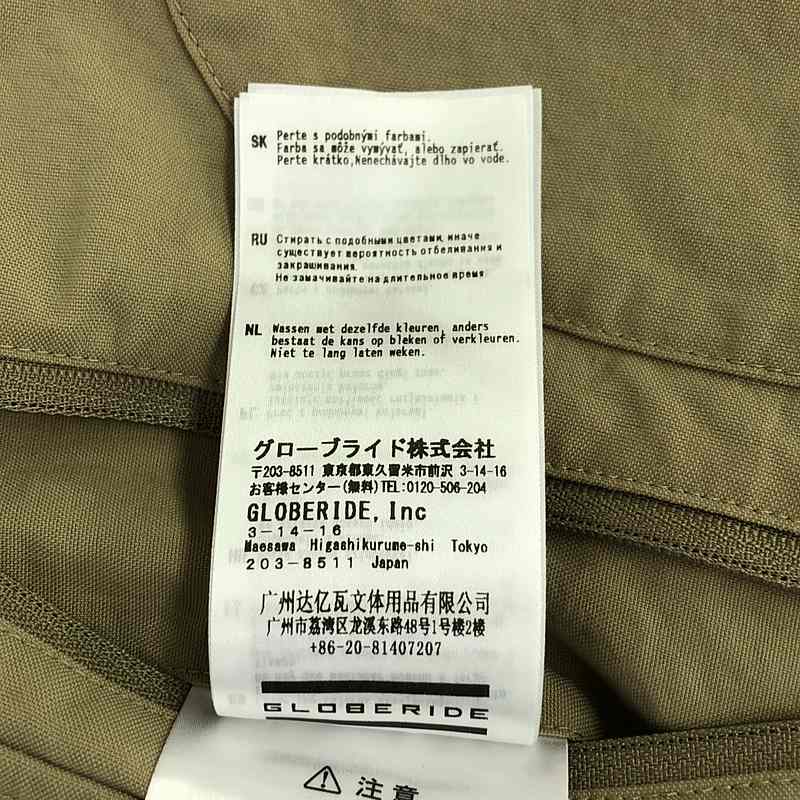 SK Perte s podobnými farbami.
Farba sa môže vymývať, alebo zapierať.
Perte krátko,Nenechávajte dlho vo vode.
RU Стирать с подобными цветами, иначе
существует вероятность отбеливания и
закрашивания.
Не замачивайте на длительное время
NL Wassen met dezelfde kleuren, anders
bestaat de kans op bleken of verkleuren.
Niet te lang laten weken.
グローブライド株式会社
〒203-8511 東京都東久留米市前沢 3-14-16
お客様センター(無料)TEL:0120-506-204
GLOBERIDE,Inc
3-14-16
Maesawa Higashikurume-shi Tokyo
203-8511 Japan
广州达亿瓦文体用品有限公司
广州市荔湾区龙溪东路48号1号楼2楼
+86-20-81407207
GLOBERIDE
⚠ 注意